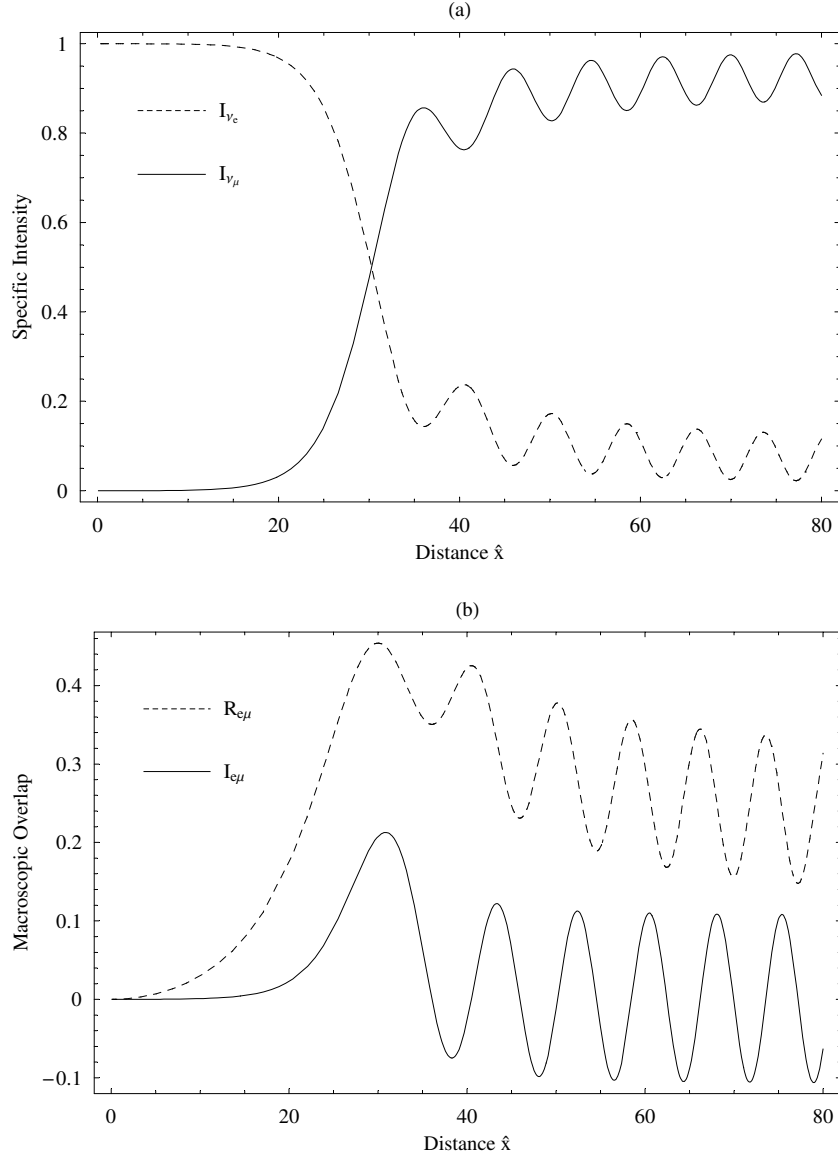 (a)
1
0.8
0.6
0.4
0.2
0
Specific Intensity
I_{ν_e}
I_{ν_μ}
0 20 40 60 80
Distance x̂
(b)
0.4
0.3
0.2
0.1
0
−0.1
Macroscopic Overlap
R_{eμ}
I_{eμ}
0 20 40 60 80
Distance x̂